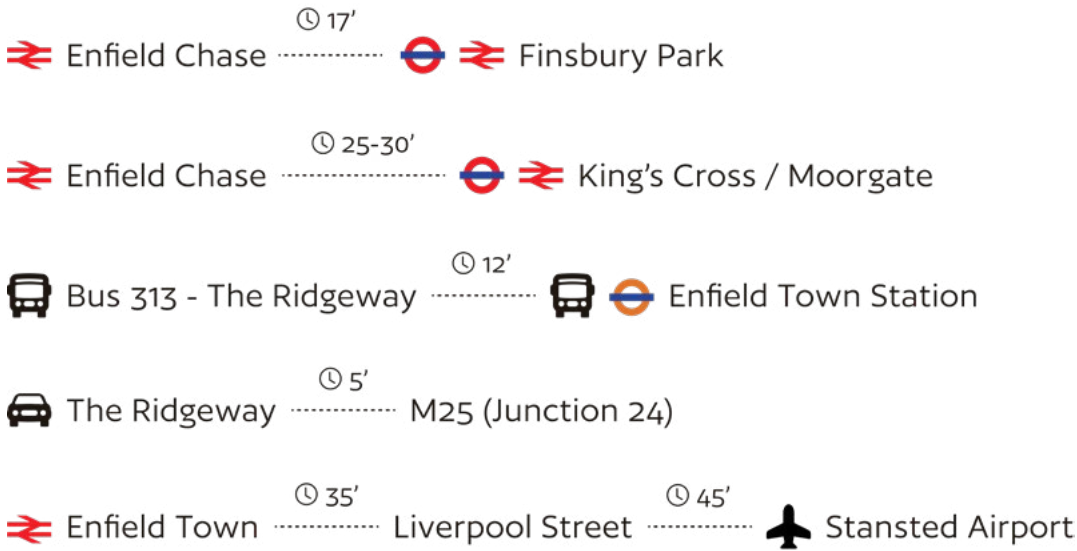 17′
Enfield Chase Finsbury Park
25-30′
Enfield Chase King’s Cross / Moorgate
12′
Bus 313 - The Ridgeway Enfield Town Station
5′
The Ridgeway M25 (Junction 24)
35′ 45′
Enfield Town Liverpool Street Stansted Airport